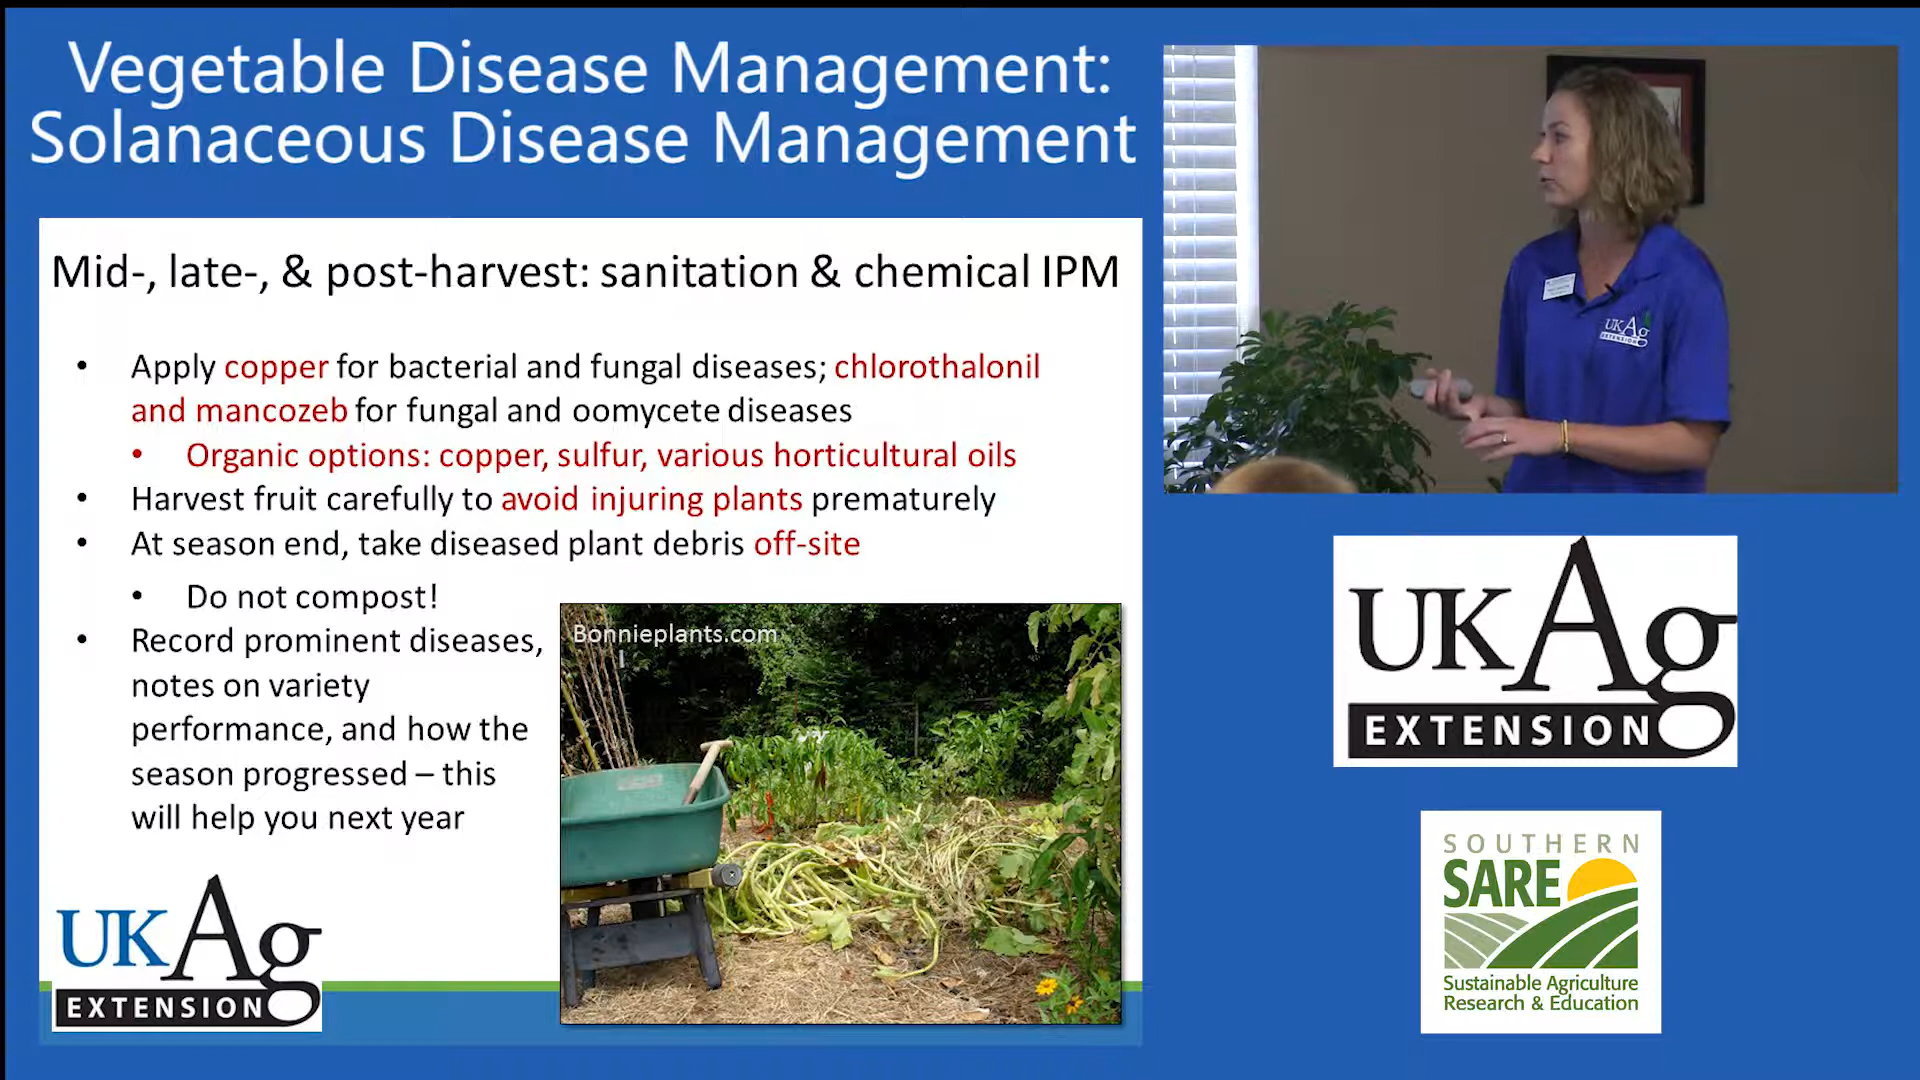 Vegetable Disease Management:
Solanaceous Disease Management
Mid-, late-, & post-harvest: sanitation & chemical IPM
• Apply copper for bacterial and fungal diseases; chlorothalonil
and mancozeb for fungal and oomycete diseases
• Organic options: copper, sulfur, various horticultural oils
• Harvest fruit carefully to avoid injuring plants prematurely
• At season end, take diseased plant debris off-site
• Do not compost!
• Record prominent diseases,
notes on variety
performance, and how the
season progressed – this
will help you next year
Bonnieplants.com
UKAg
EXTENSION
UKAg
EXTENSION
UKAg
EXTENSION
SOUTHERN
SARE
Sustainable Agriculture
Research & Education